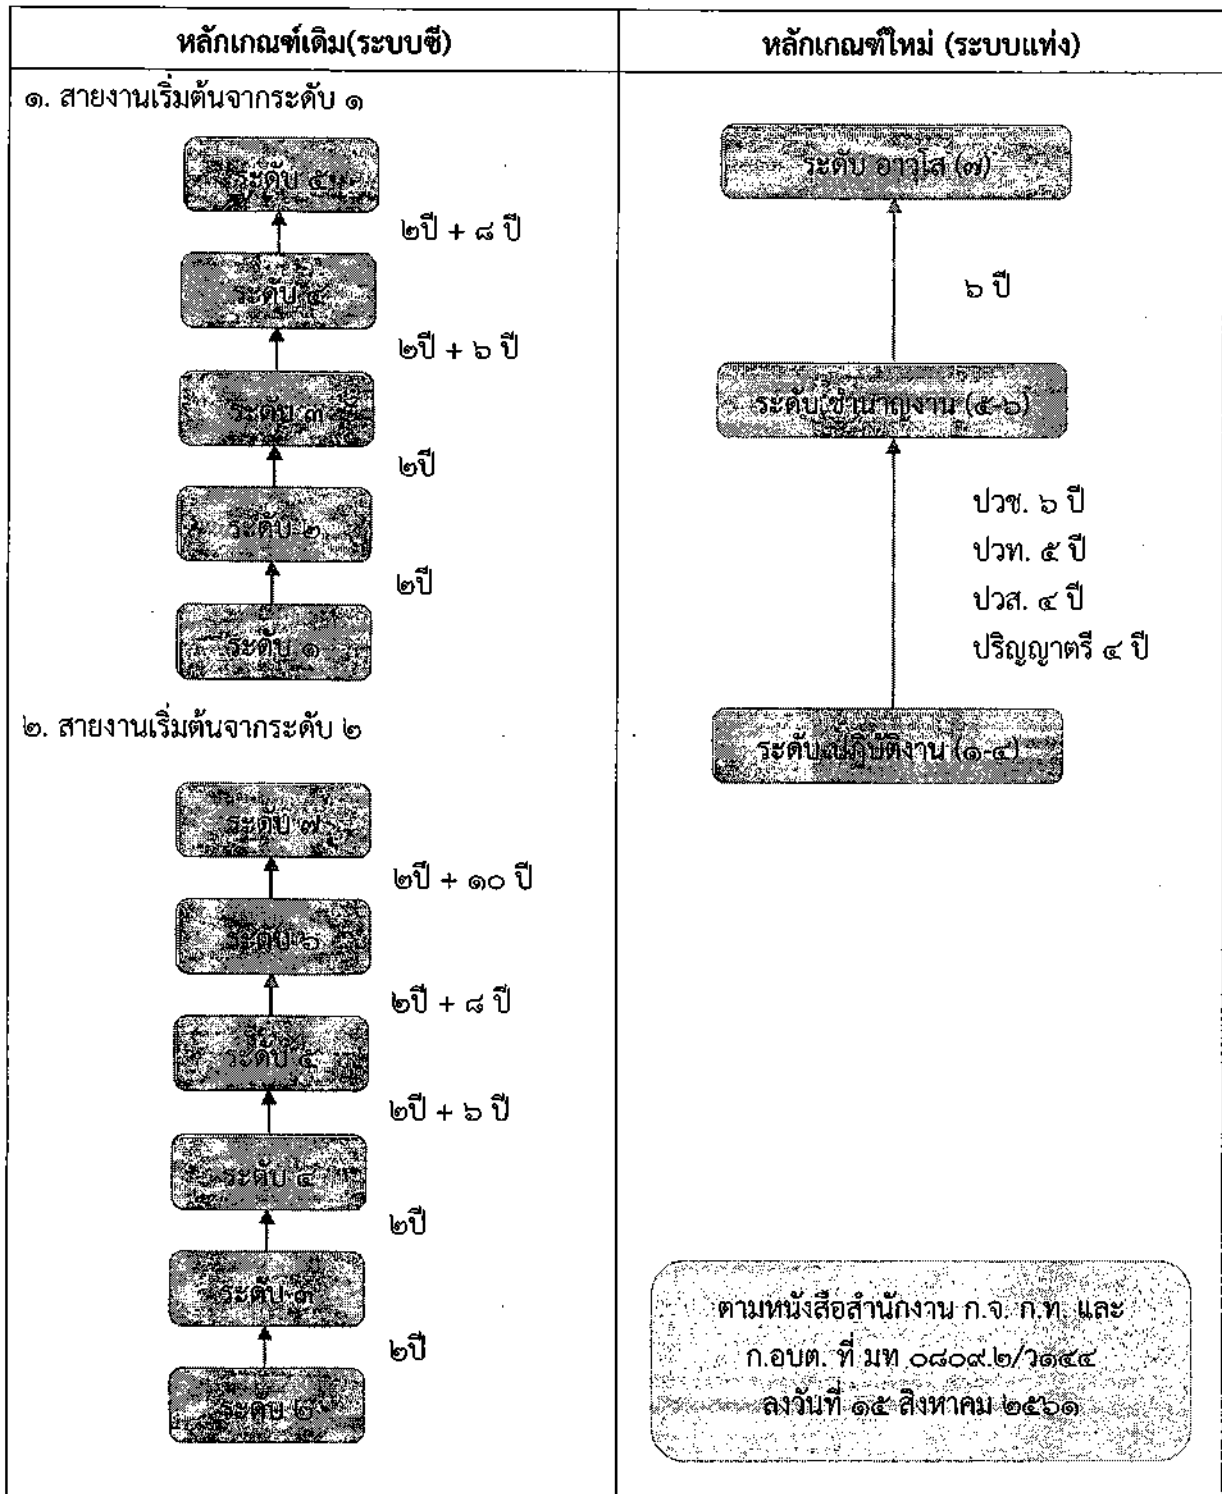 หลักเกณฑ์เดิม(ระบบซี)
๑. สายงานเริ่มต้นจากระดับ ๑
ระดับ ๕
๒ปี + ๘ ปี
ระดับ ๔
๒ปี + ๖ ปี
ระดับ ๓
๒ปี
ระดับ ๒
๒ปี
ระดับ ๑
๒. สายงานเริ่มต้นจากระดับ ๒
ระดับ ๗
๒ปี + ๑๐ ปี
ระดับ ๖
๒ปี + ๘ ปี
ระดับ ๕
๒ปี + ๖ ปี
ระดับ ๔
๒ปี
ระดับ ๓
๒ปี
ระดับ ๒
หลักเกณฑ์ใหม่ (ระบบแท่ง)
ระดับ อาวุโส (๗)
๖ ปี
ระดับ ชำนาญงาน (๕-๖)
ปวช. ๖ ปี
ปวท. ๕ ปี
ปวส. ๔ ปี
ปริญญาตรี ๔ ปี
ระดับ ปฏิบัติงาน (๑-๔)
ตามหนังสือสำนักงาน ก.จ. ก.ท. และ
ก.อบต. ที่ มท ๐๘๐๙.๒/ว๑๔๔
ลงวันที่ ๑๕ สิงหาคม ๒๕๖๑